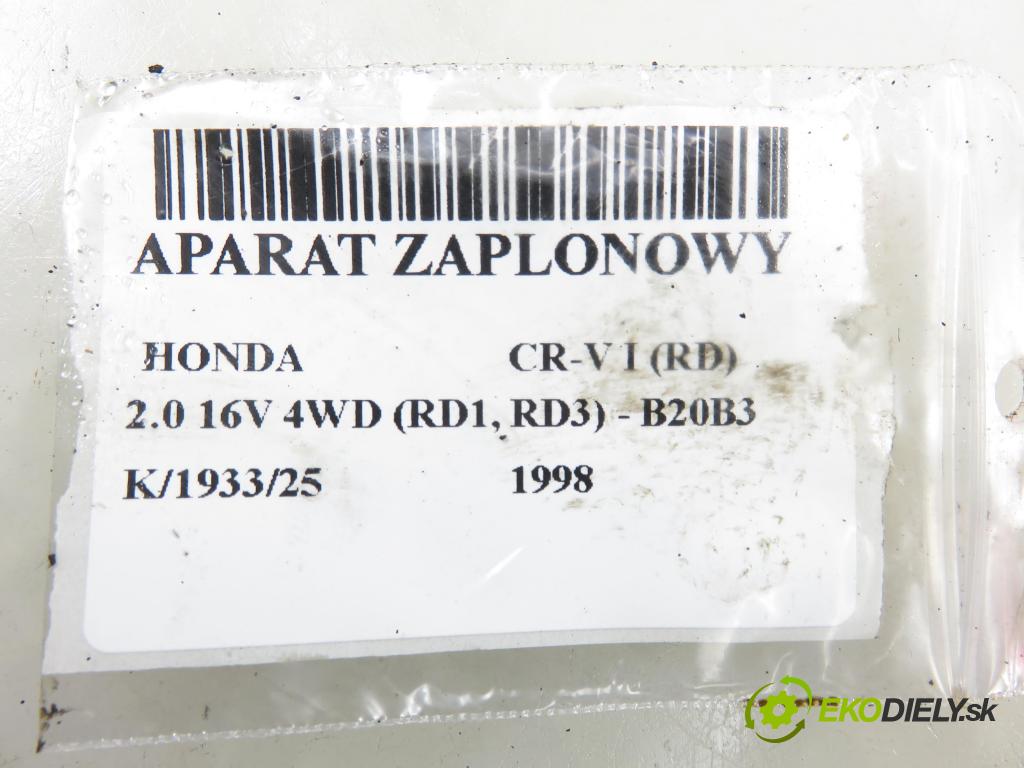 APARAT ZAPLONOWY
HONDA CR-V I (RD)
2.0 16V 4WD (RD1, RD3) - B20B3
K/1933/25 1998
EKODIELY.sk